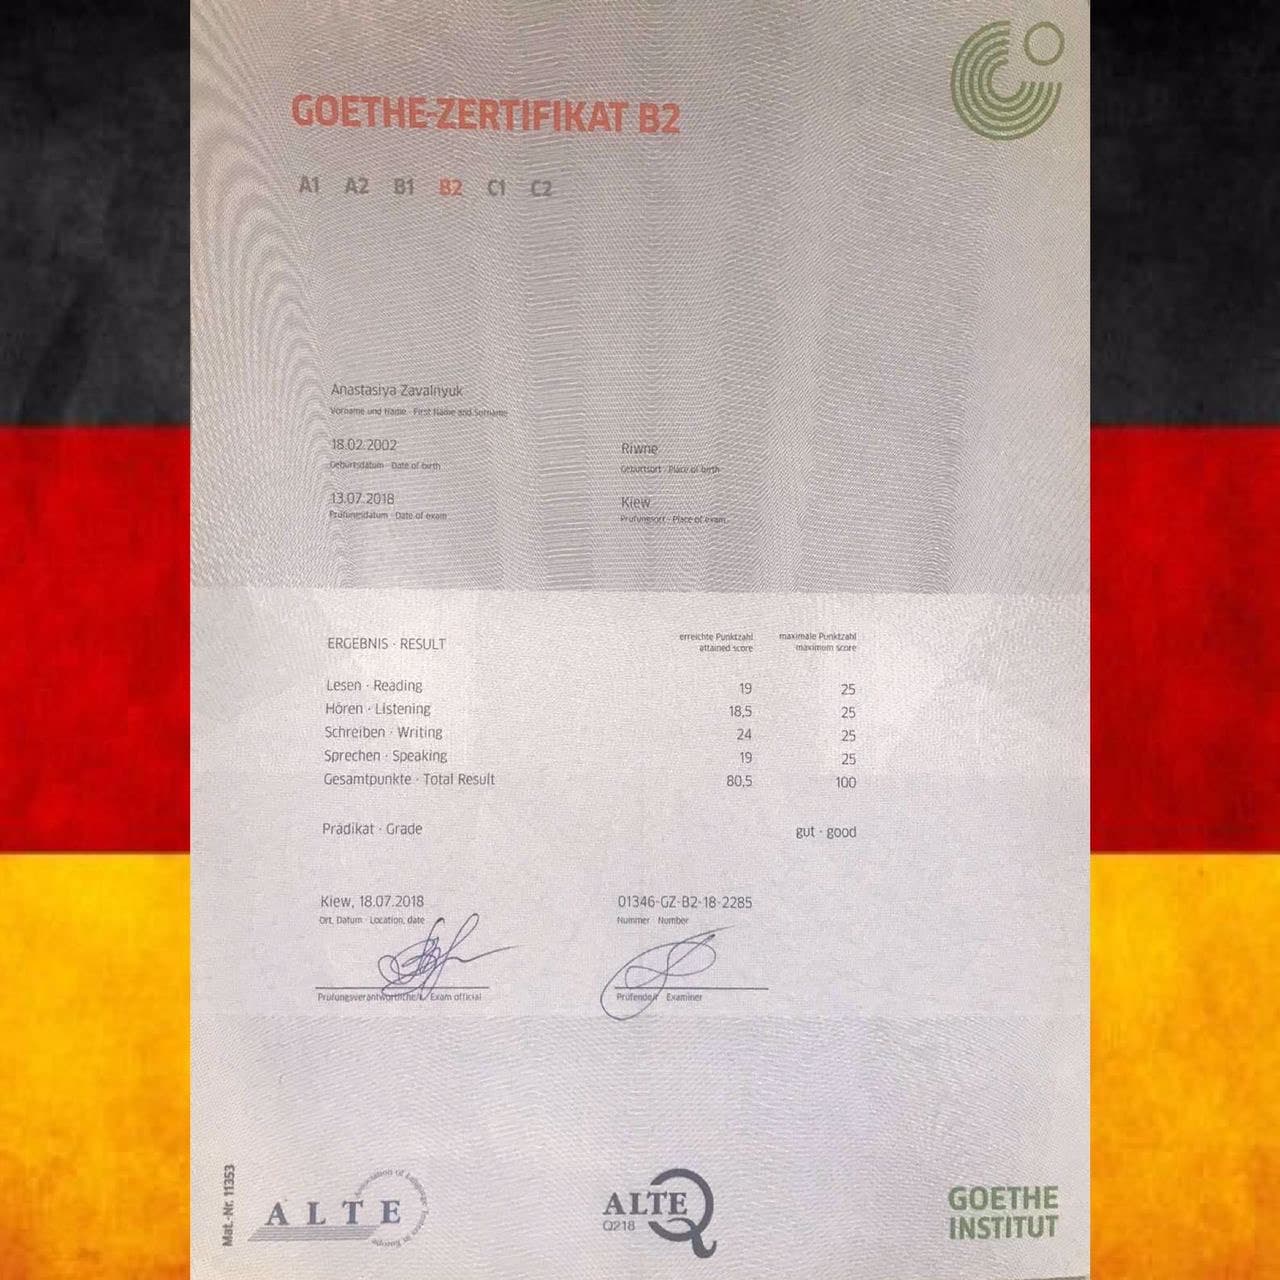 GOETHE-ZERTIFIKAT B2
A1 A2 B1 B2 C1 C2
Anastasiya Zavalnyuk
Vorname und Name · First Name and Surname
18.02.2002
Geburtsdatum · Date of birth
Riwne
Geburtsort · Place of birth
13.07.2018
Prüfungsdatum · Date of exam
Kiew
Prüfungsort · Place of exam
ERGEBNIS · RESULT
erreichte Punktzahl
attained score
maximale Punktzahl
maximum score
Lesen · Reading 19 25
Hören · Listening 18,5 25
Schreiben · Writing 24 25
Sprechen · Speaking 19 25
Gesamtpunkte · Total Result 80,5 100
Prädikat · Grade gut · good
Kiew, 18.07.2018
Ort, Datum · Location, date
01346-GZ-B2-18-2285
Nummer · Number
Prüfungsverantwortliche/r · Exam official
Prüfende/r · Examiner
Mat.-Nr. 11353
ALTE
Association of Language Testers in Europe
ALTE
Q218
GOETHE
INSTITUT